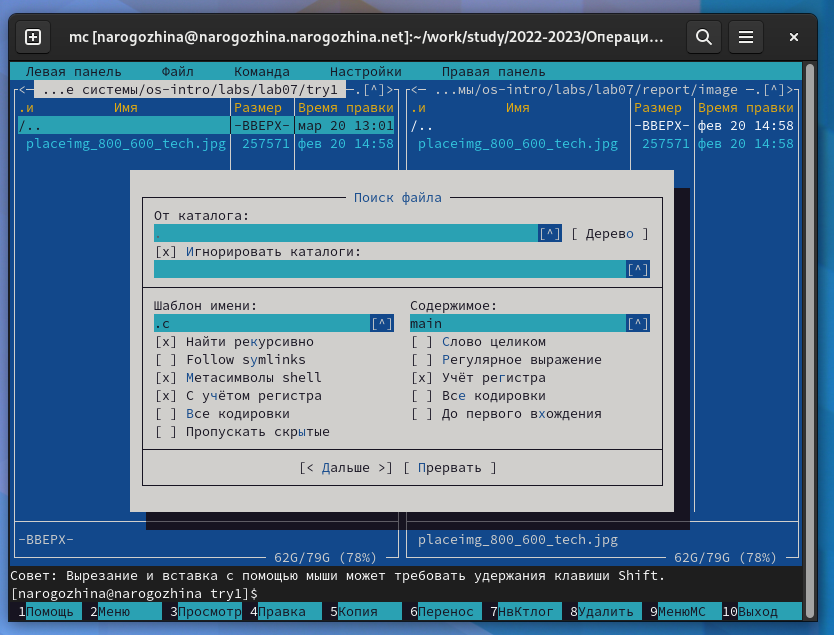 mc [narogozhina@narogozhina.narogozhina.net]:~/work/study/2022-2023/Операци...
Левая панель Файл Команда Настройки Правая панель
<— ...е системы/os-intro/labs/lab07/try1 —.[^]> <— ...мы/os-intro/labs/lab07/report/image —.[^]>
.и Имя Размер Время правки .и Имя Размер Время правки
/.. -ВВЕРХ- мар 20 13:01 /.. -ВВЕРХ- фев 20 14:58
placeimg_800_600_tech.jpg 257571 фев 20 14:58 placeimg_800_600_tech.jpg 257571 фев 20 14:58
Поиск файла
От каталога:
. [^] [ Дерево ]
[x] Игнорировать каталоги:
[^]
Шаблон имени: Содержимое:
.c [^] main [^]
[x] Найти рекурсивно [ ] Слово целиком
[ ] Follow symlinks [ ] Регулярное выражение
[x] Метасимволы shell [x] Учёт регистра
[x] С учётом регистра [ ] Все кодировки
[ ] Все кодировки [ ] До первого вхождения
[ ] Пропускать скрытые
[< Дальше >] [ Прервать ]
-ВВЕРХ- placeimg_800_600_tech.jpg
62G/79G (78%) 62G/79G (78%)
Совет: Вырезание и вставка с помощью мыши может требовать удержания клавиши Shift.
[narogozhina@narogozhina try1]$
1Помощь 2Меню 3Просмотр 4Правка 5Копия 6Перенос 7НвКтлог 8Удалить 9МенюМС 10Выход